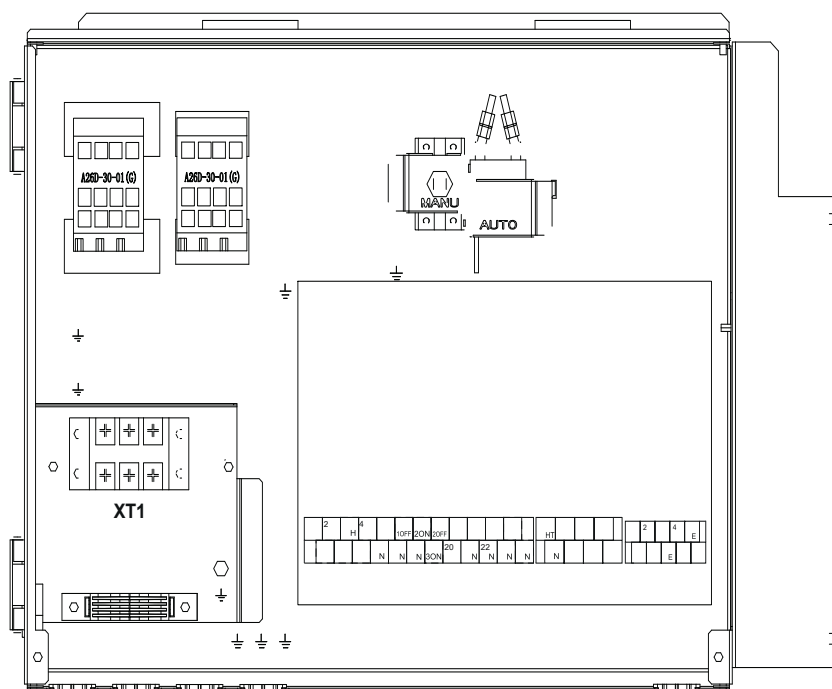 A26D-30-01(G) A26D-30-01(G)
MANU
AUTO
XT1
2 4
H 1OFF 2ON 2OFF
N N N 3ON 20 N 22 N N N
HT
N
2 4
E
E